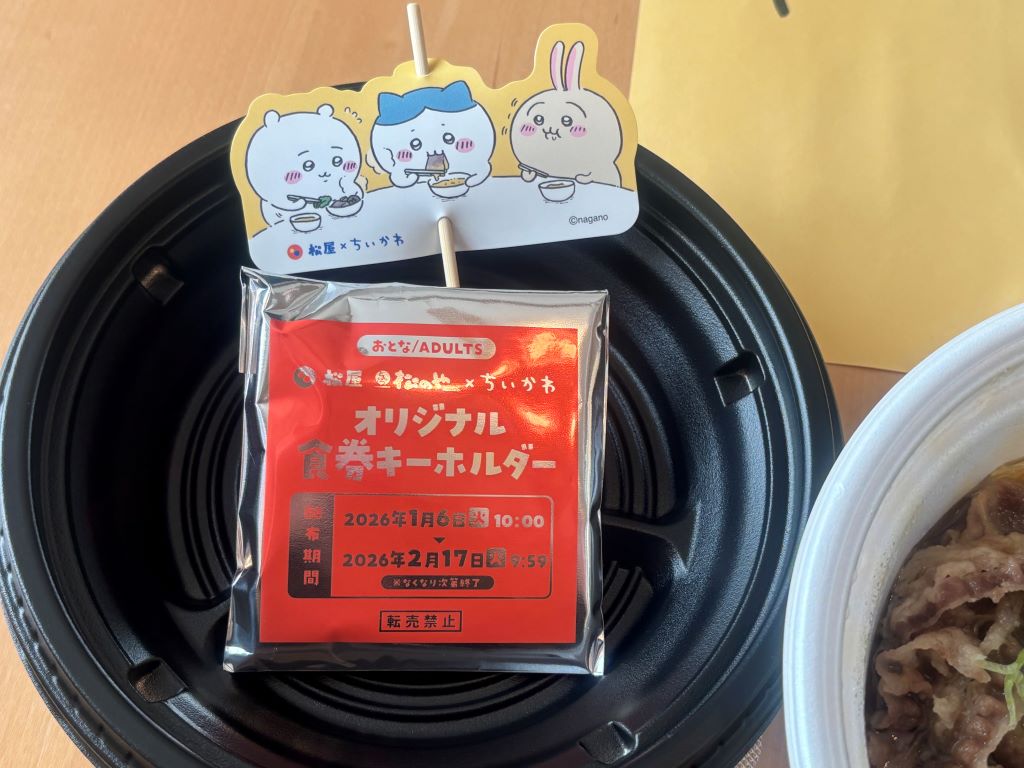 ©nagano
松屋×ちいかわ
おとな/ADULTS
松屋 松のや×ちいかわ
オリジナル
食券キーホルダー
配布期間
2026年1月6日火 10:00
2026年2月17日火 9:59
※なくなり次第終了
転売禁止